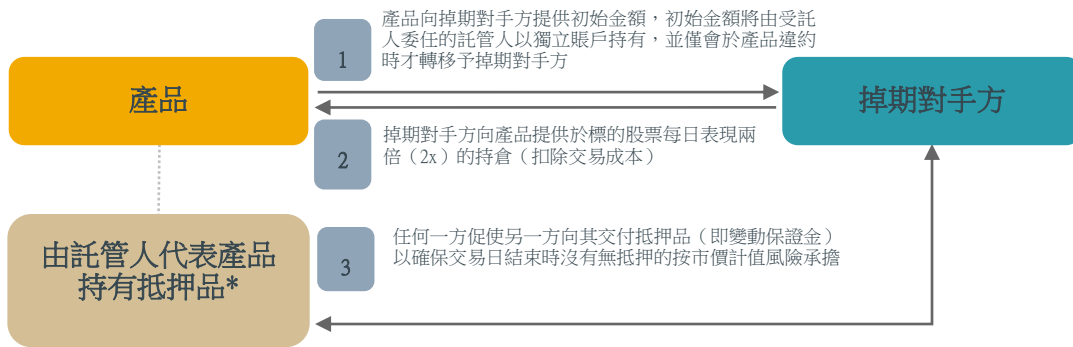 產品向掉期對手方提供初始金額，初始金額將由受託
人委任的託管人以獨立賬戶持有，並僅會於產品違約
時才轉移予掉期對手方
1
產品
掉期對手方
2
掉期對手方向產品提供於標的股票每日表現兩
倍（2x）的持倉（扣除交易成本）
由託管人代表產品
持有抵押品*
3
任何一方促使另一方向其交付抵押品（即變動保證金）
以確保交易日結束時沒有無抵押的按市價計值風險承擔